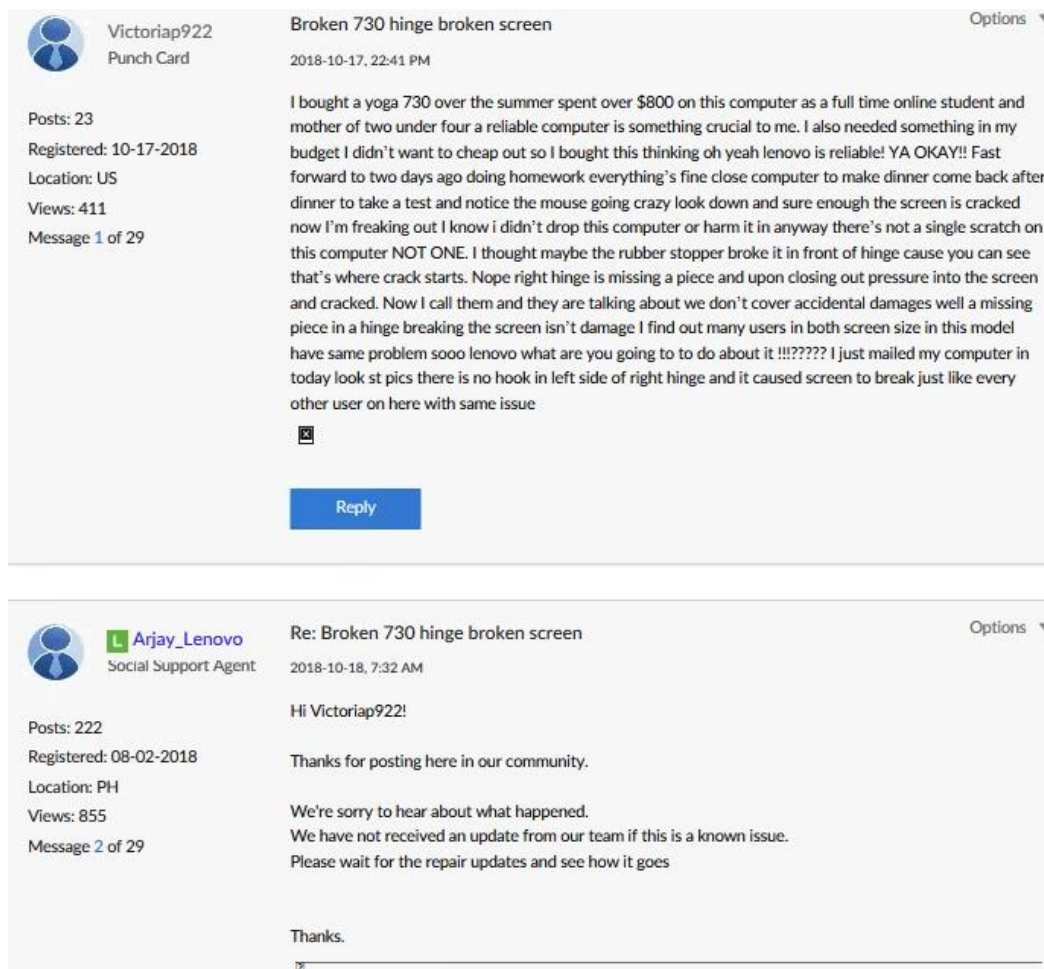 Victoriap922
Punch Card
Posts: 23
Registered: 10-17-2018
Location: US
Views: 411
Message 1 of 29
Broken 730 hinge broken screen
Options
2018-10-17, 22:41 PM
I bought a yoga 730 over the summer spent over $800 on this computer as a full time online student and
mother of two under four a reliable computer is something crucial to me. I also needed something in my
budget I didn't want to cheap out so I bought this thinking oh yeah lenovo is reliable! YA OKAY!! Fast
forward to two days ago doing homework everything's fine close computer to make dinner come back after
dinner to take a test and notice the mouse going crazy look down and sure enough the screen is cracked
now I'm freaking out I know i didn't drop this computer or harm it in anyway there's not a single scratch on
this computer NOT ONE. I thought maybe the rubber stopper broke it in front of hinge cause you can see
that's where crack starts. Nope right hinge is missing a piece and upon closing out pressure into the screen
and cracked. Now I call them and they are talking about we don't cover accidental damages well a missing
piece in a hinge breaking the screen isn't damage I find out many users in both screen size in this model
have same problem sooo lenovo what are you going to to do about it !!!????? I just mailed my computer in
today look st pics there is no hook in left side of right hinge and it caused screen to break just like every
other user on here with same issue
Reply
L Arjay_Lenovo
Social Support Agent
Posts: 222
Registered: 08-02-2018
Location: PH
Views: 855
Message 2 of 29
Re: Broken 730 hinge broken screen
Options
2018-10-18, 7:32 AM
Hi Victoriap922!
Thanks for posting here in our community.
We're sorry to hear about what happened.
We have not received an update from our team if this is a known issue.
Please wait for the repair updates and see how it goes
Thanks.